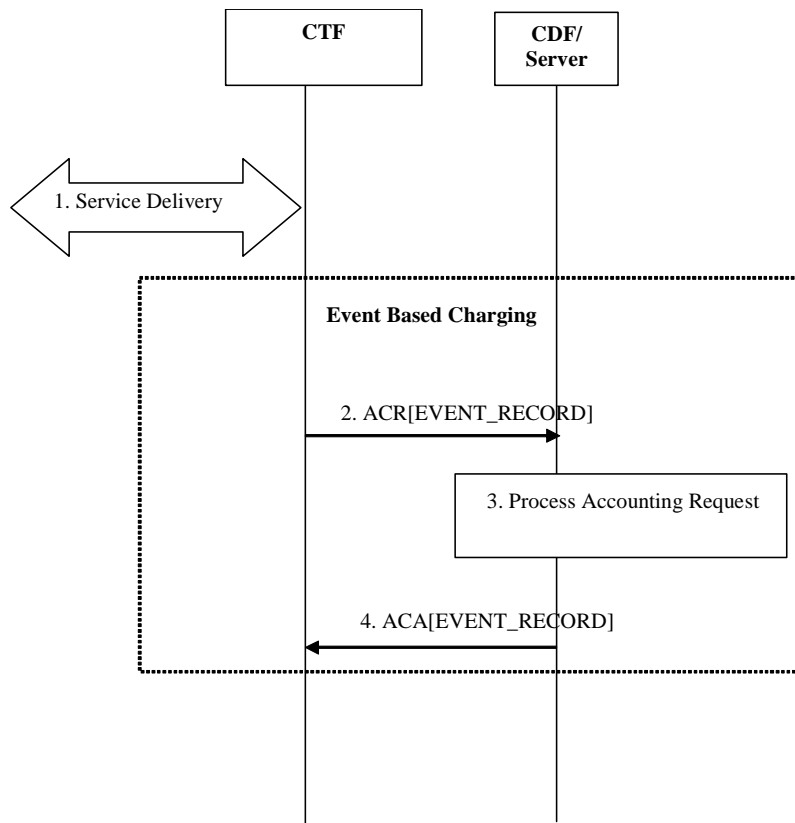 CTF
CDF/
Server
1. Service Delivery
Event Based Charging
2. ACR[EVENT_RECORD]
3. Process Accounting Request
4. ACA[EVENT_RECORD]